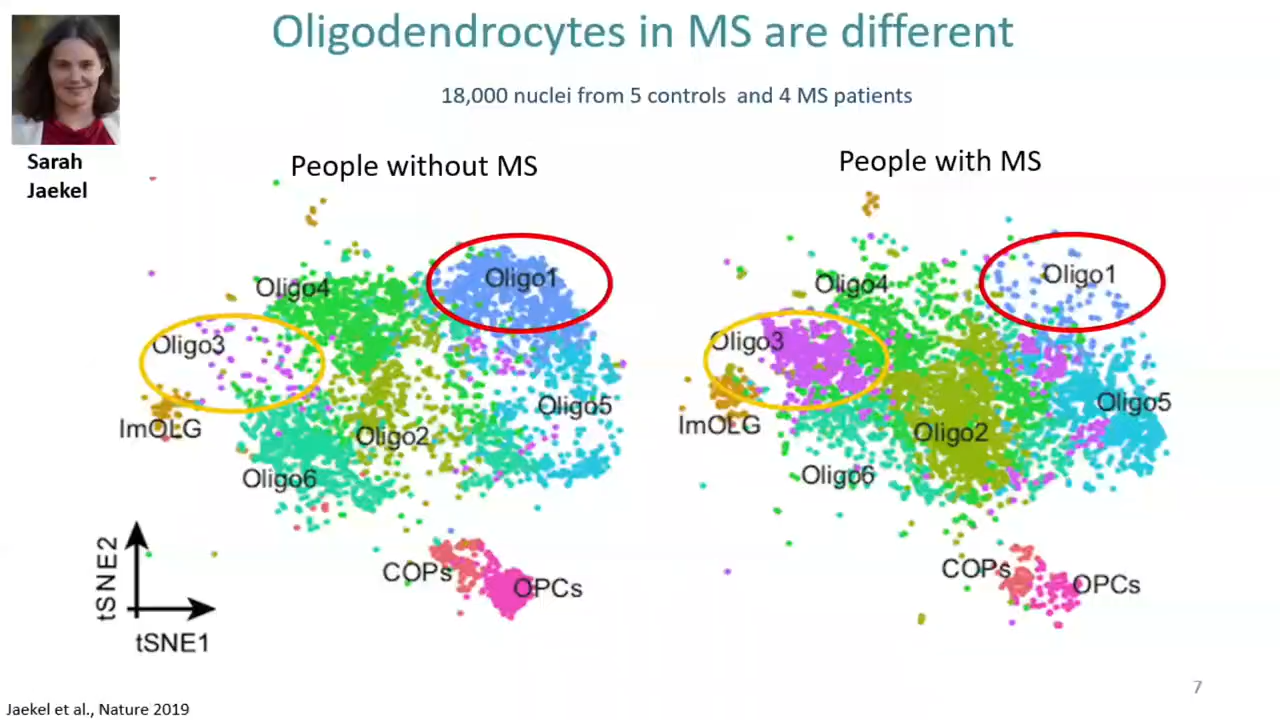 Oligodendrocytes in MS are different
18,000 nuclei from 5 controls and 4 MS patients
Sarah
Jaekel
People without MS
Oligo4
Oligo1
Oligo3
ImOLG
Oligo5
Oligo2
Oligo6
COPs
OPCs
tSNE2
tSNE1
People with MS
Oligo4
Oligo1
Oligo3
ImOLG
Oligo5
Oligo2
Oligo6
COPs
OPCs
7
Jaekel et al., Nature 2019